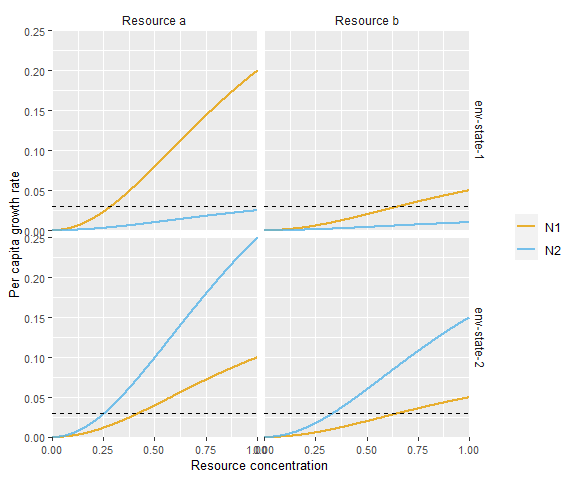 Resource a
Resource b
0.25
0.20
0.15
0.10
0.05
0.00
env-state-1
0.25
0.20
0.15
0.10
0.05
0.00
env-state-2
0.00
0.25
0.50
0.75
1.00
0.00
0.25
0.50
0.75
1.00
Resource concentration
Per capita growth rate
N1
N2